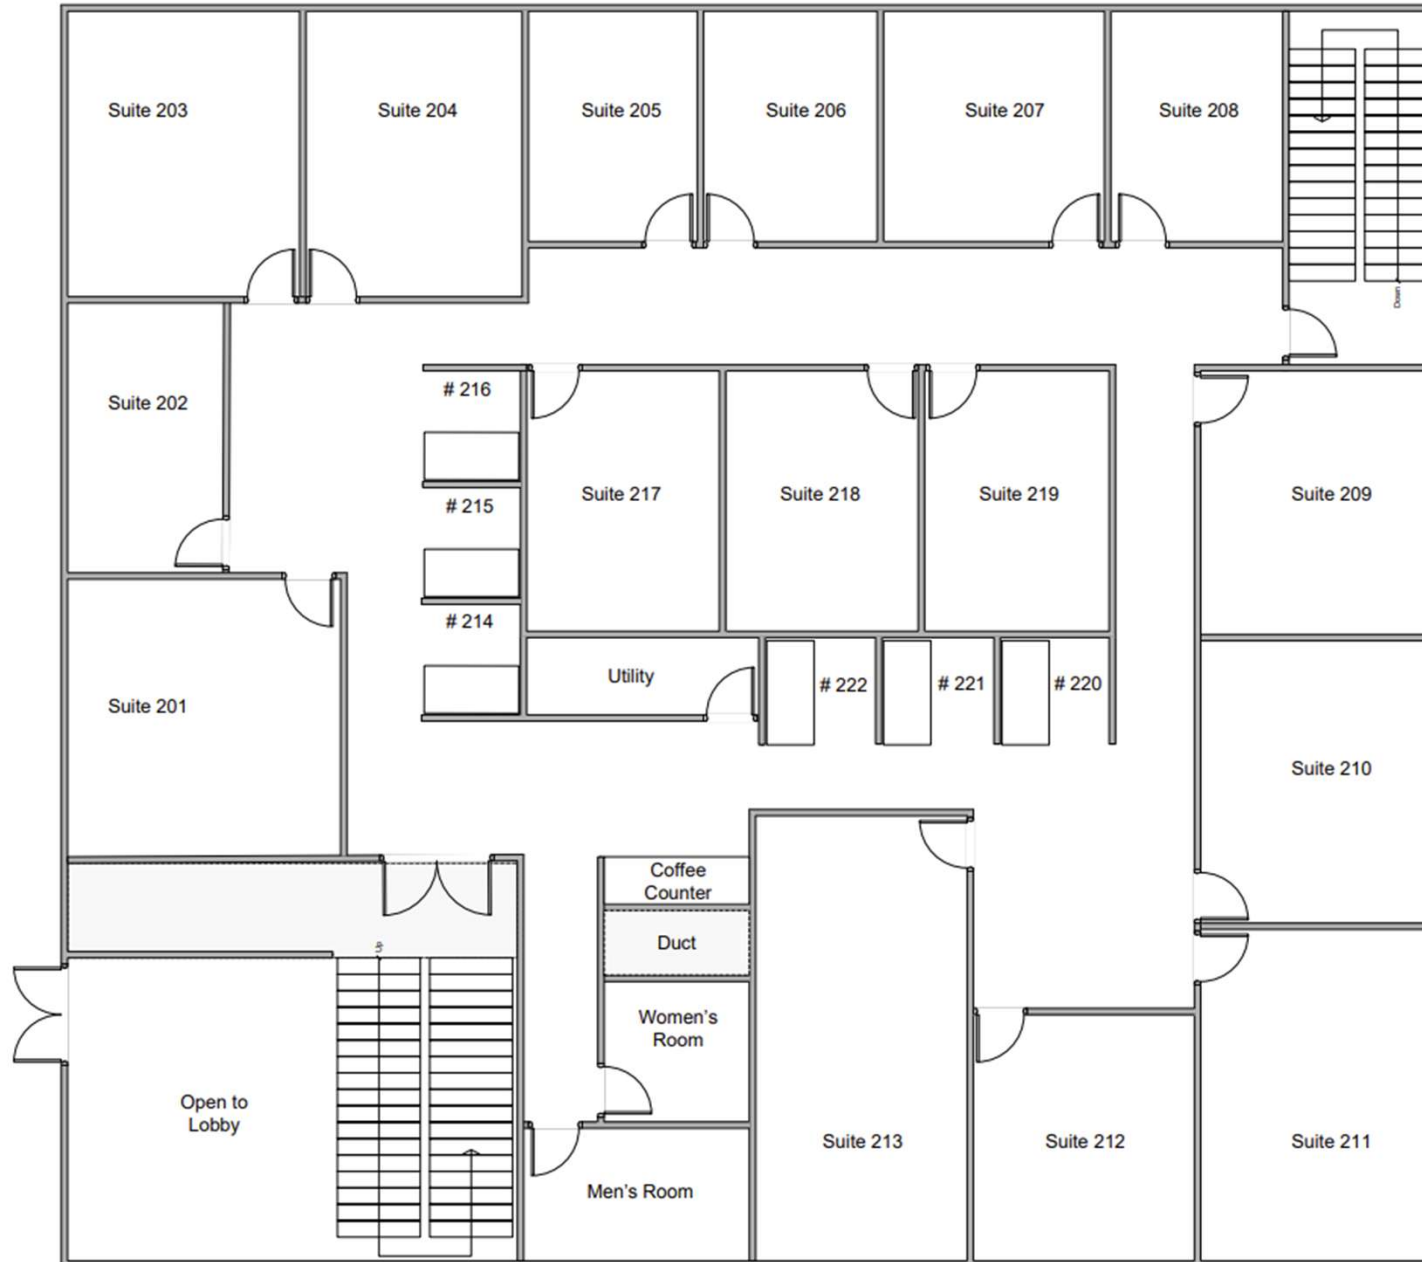 Suite 203
Suite 204
Suite 205
Suite 206
Suite 207
Suite 208
Down
Suite 202
# 216
# 215
# 214
Suite 217
Suite 218
Suite 219
Suite 209
Utility
# 222
# 221
# 220
Suite 201
Suite 210
Coffee
Counter
Duct
Up
Women's
Room
Open to
Lobby
Men's Room
Suite 213
Suite 212
Suite 211